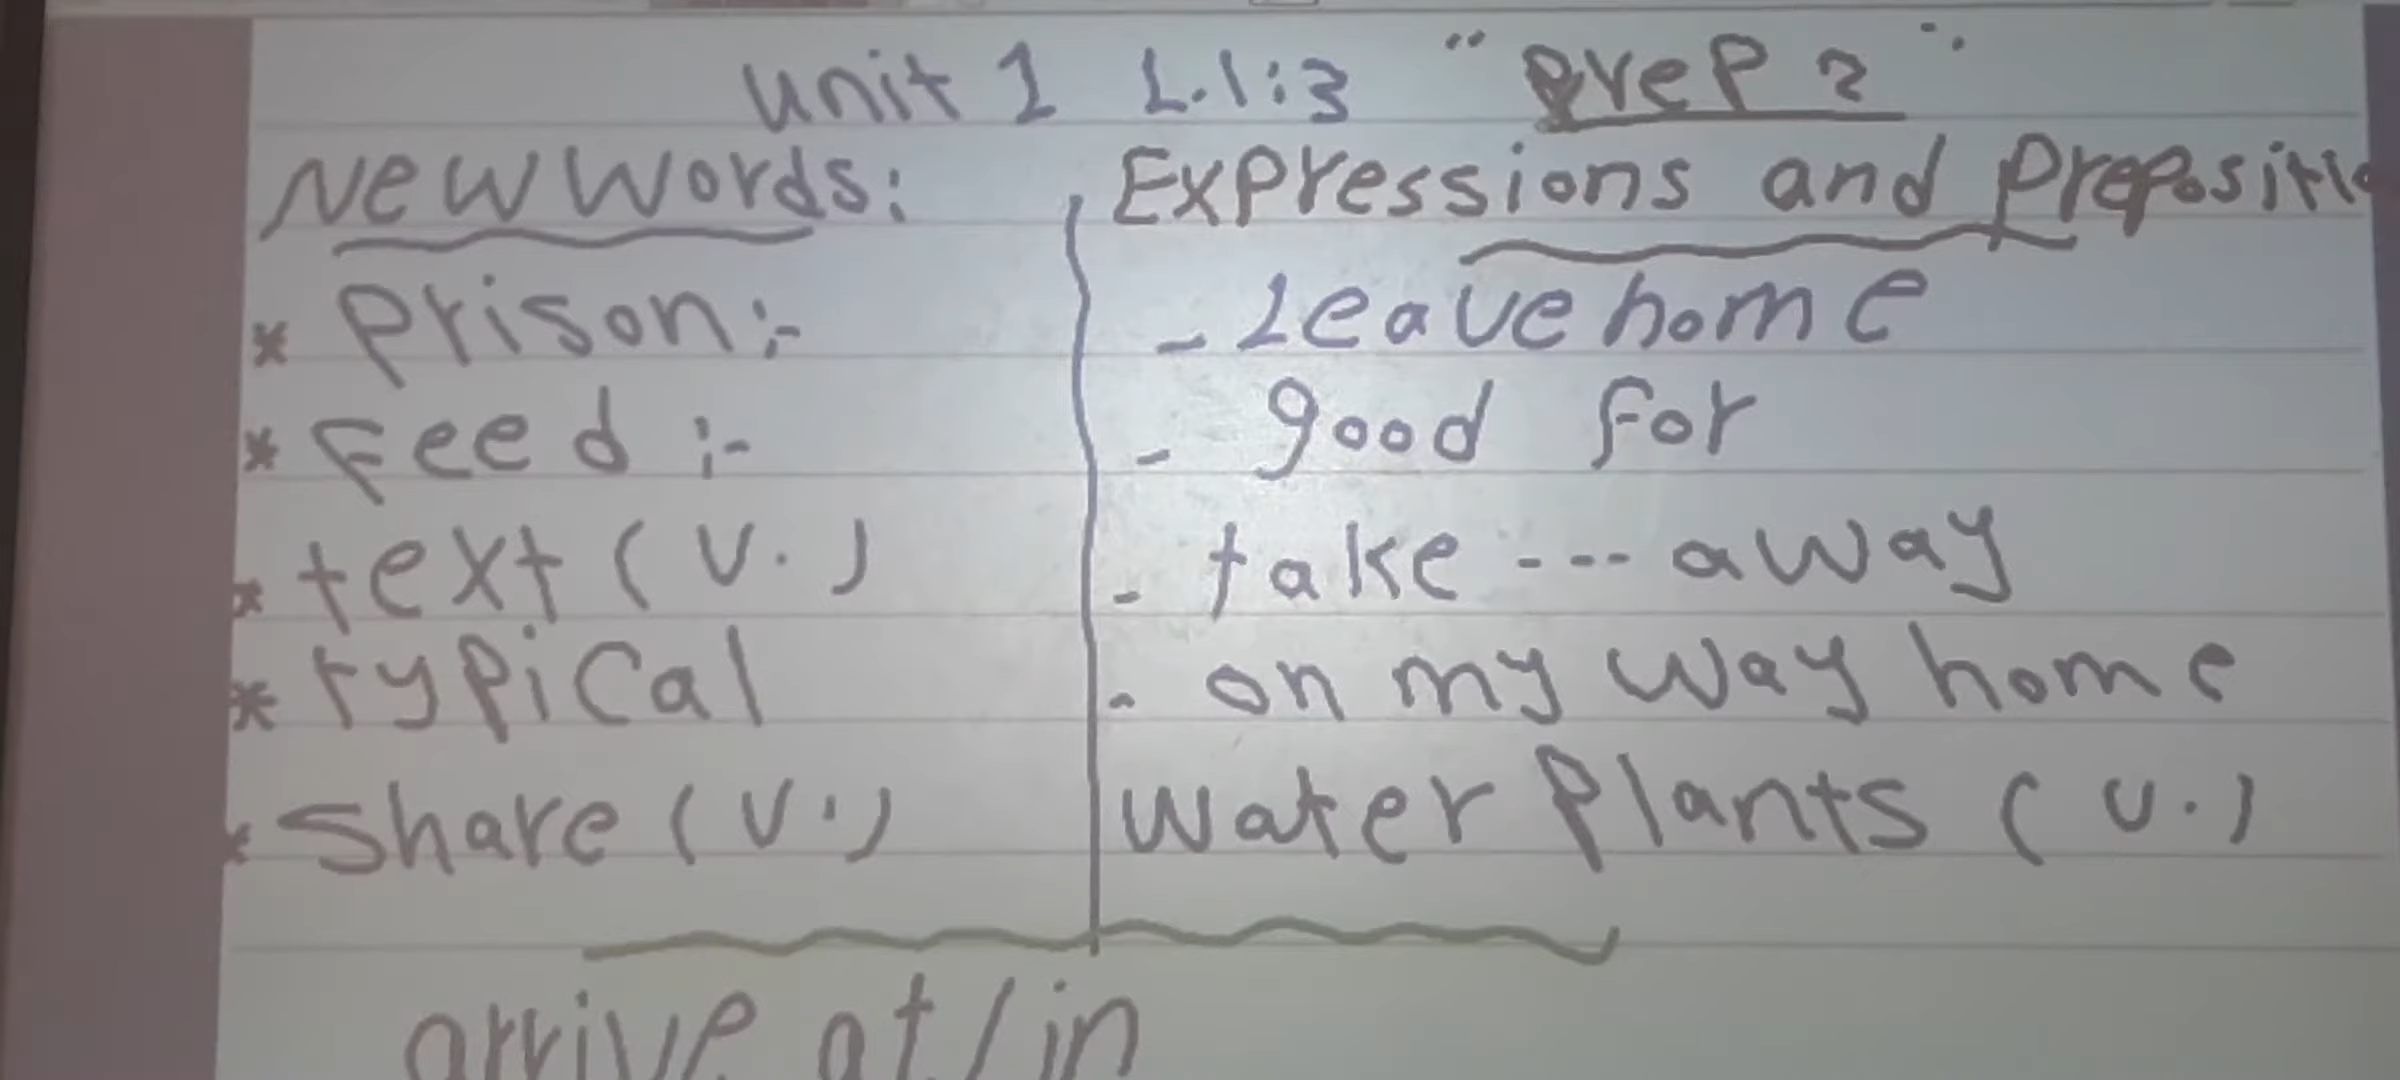 unit 1 L.1:3 "Prep 2"
New Words:
* Prison:-
* Feed :-
* text (v.)
* typical
* Share (v.)
Expressions and Prepositi
- Leave home
- good for
- take --- away
- on my way home
water Plants (v.)
arrive at/in